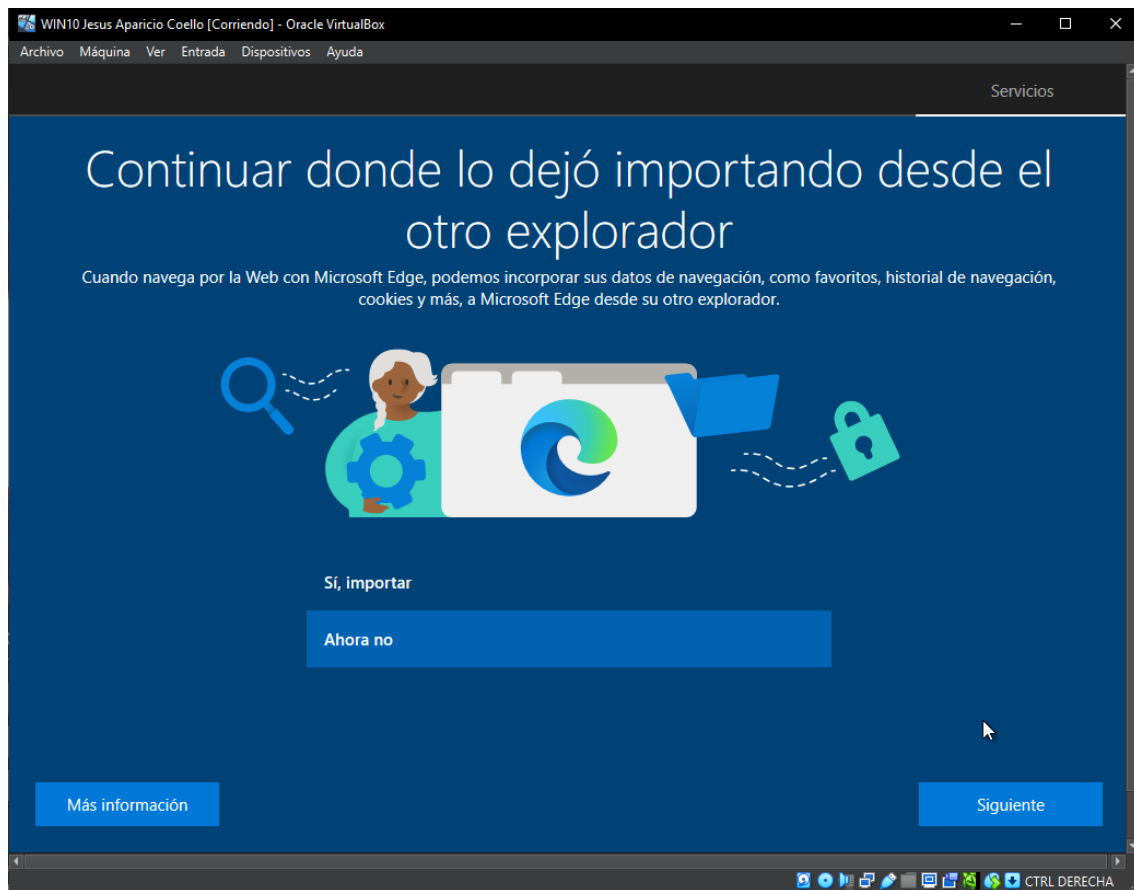 WIN10 Jesus Aparicio Coello [Corriendo] - Oracle VirtualBox
Archivo Máquina Ver Entrada Dispositivos Ayuda
Servicios
Continuar donde lo dejó importando desde el
otro explorador
Cuando navega por la Web con Microsoft Edge, podemos incorporar sus datos de navegación, como favoritos, historial de navegación,
cookies y más, a Microsoft Edge desde su otro explorador.
Sí, importar
Ahora no
Más información
Siguiente
CTRL DERECHA